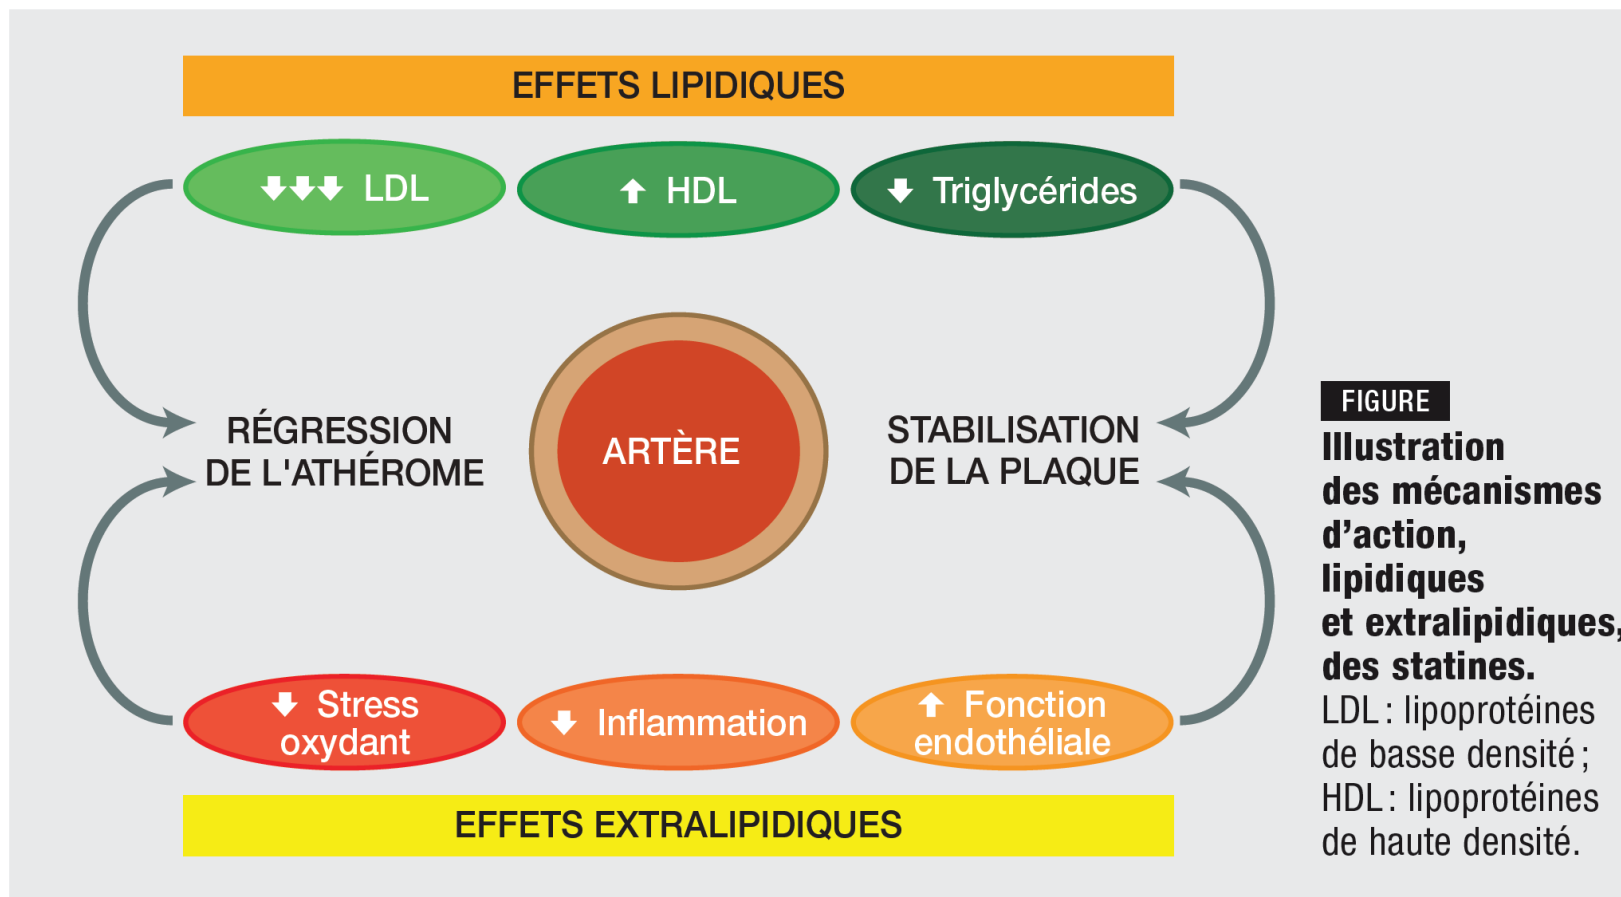 EFFETS LIPIDIQUES
LDL
HDL
Triglycérides
RÉGRESSION
DE L'ATHÉROME
ARTÈRE
STABILISATION
DE LA PLAQUE
Stress
oxydant
Inflammation
Fonction
endothéliale
EFFETS EXTRALIPIDIQUES
FIGURE
Illustration
des mécanismes
d’action,
lipidiques
et extralipidiques,
des statines.
LDL : lipoprotéines
de basse densité ;
HDL : lipoprotéines
de haute densité.